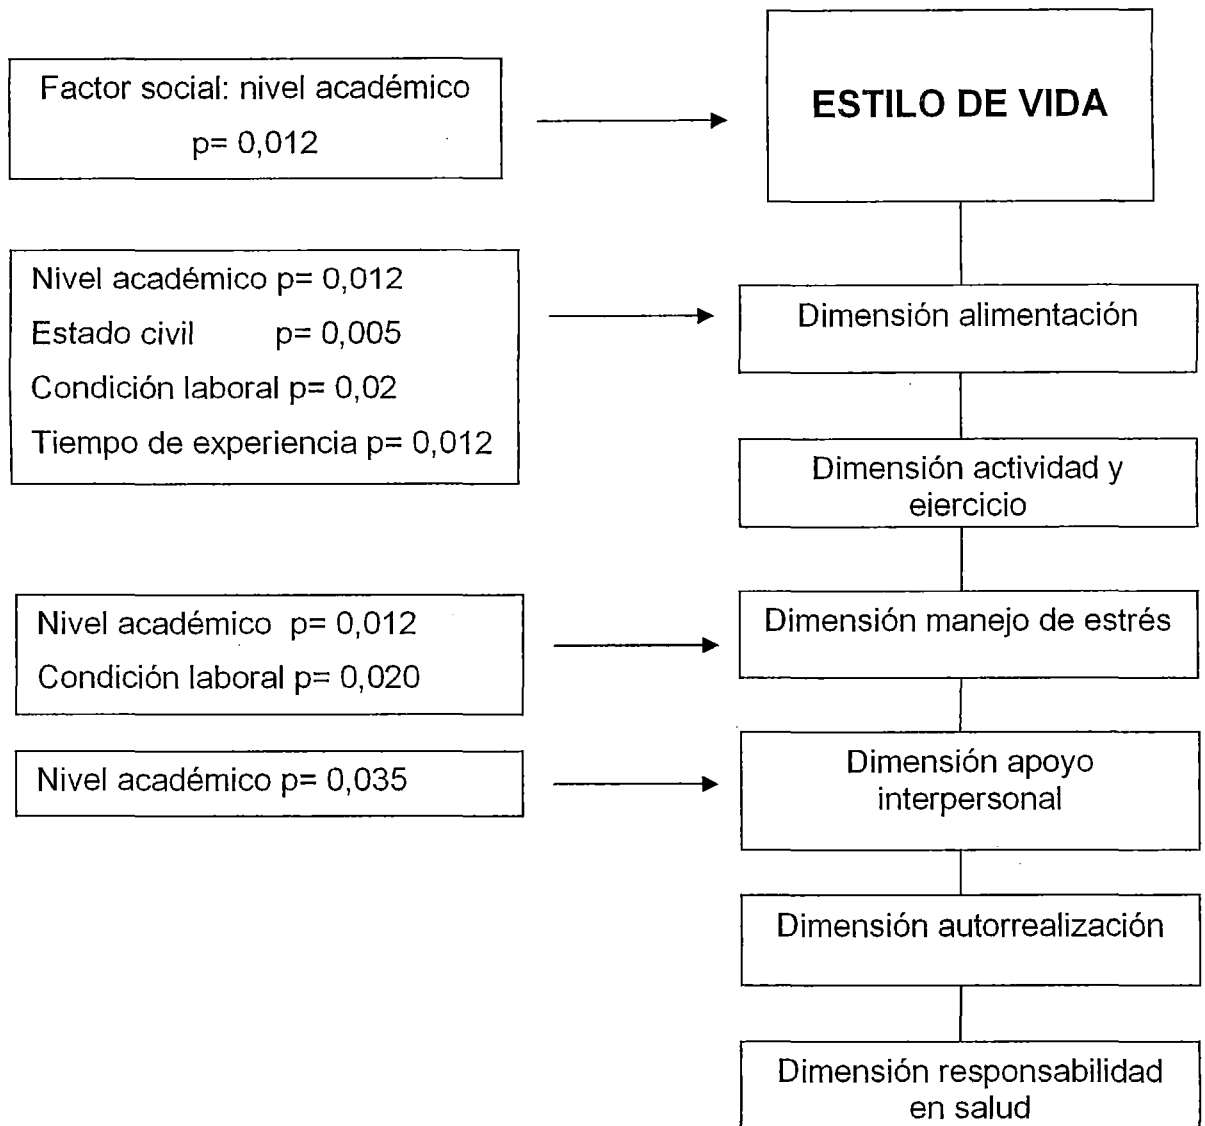 Factor social: nivel académico
p= 0,012
ESTILO DE VIDA
Nivel académico p= 0,012
Estado civil p= 0,005
Condición laboral p= 0,02
Tiempo de experiencia p= 0,012
Dimensión alimentación
Dimensión actividad y
ejercicio
Nivel académico p= 0,012
Condición laboral p= 0,020
Dimensión manejo de estrés
Nivel académico p= 0,035
Dimensión apoyo
interpersonal
Dimensión autorrealización
Dimensión responsabilidad
en salud